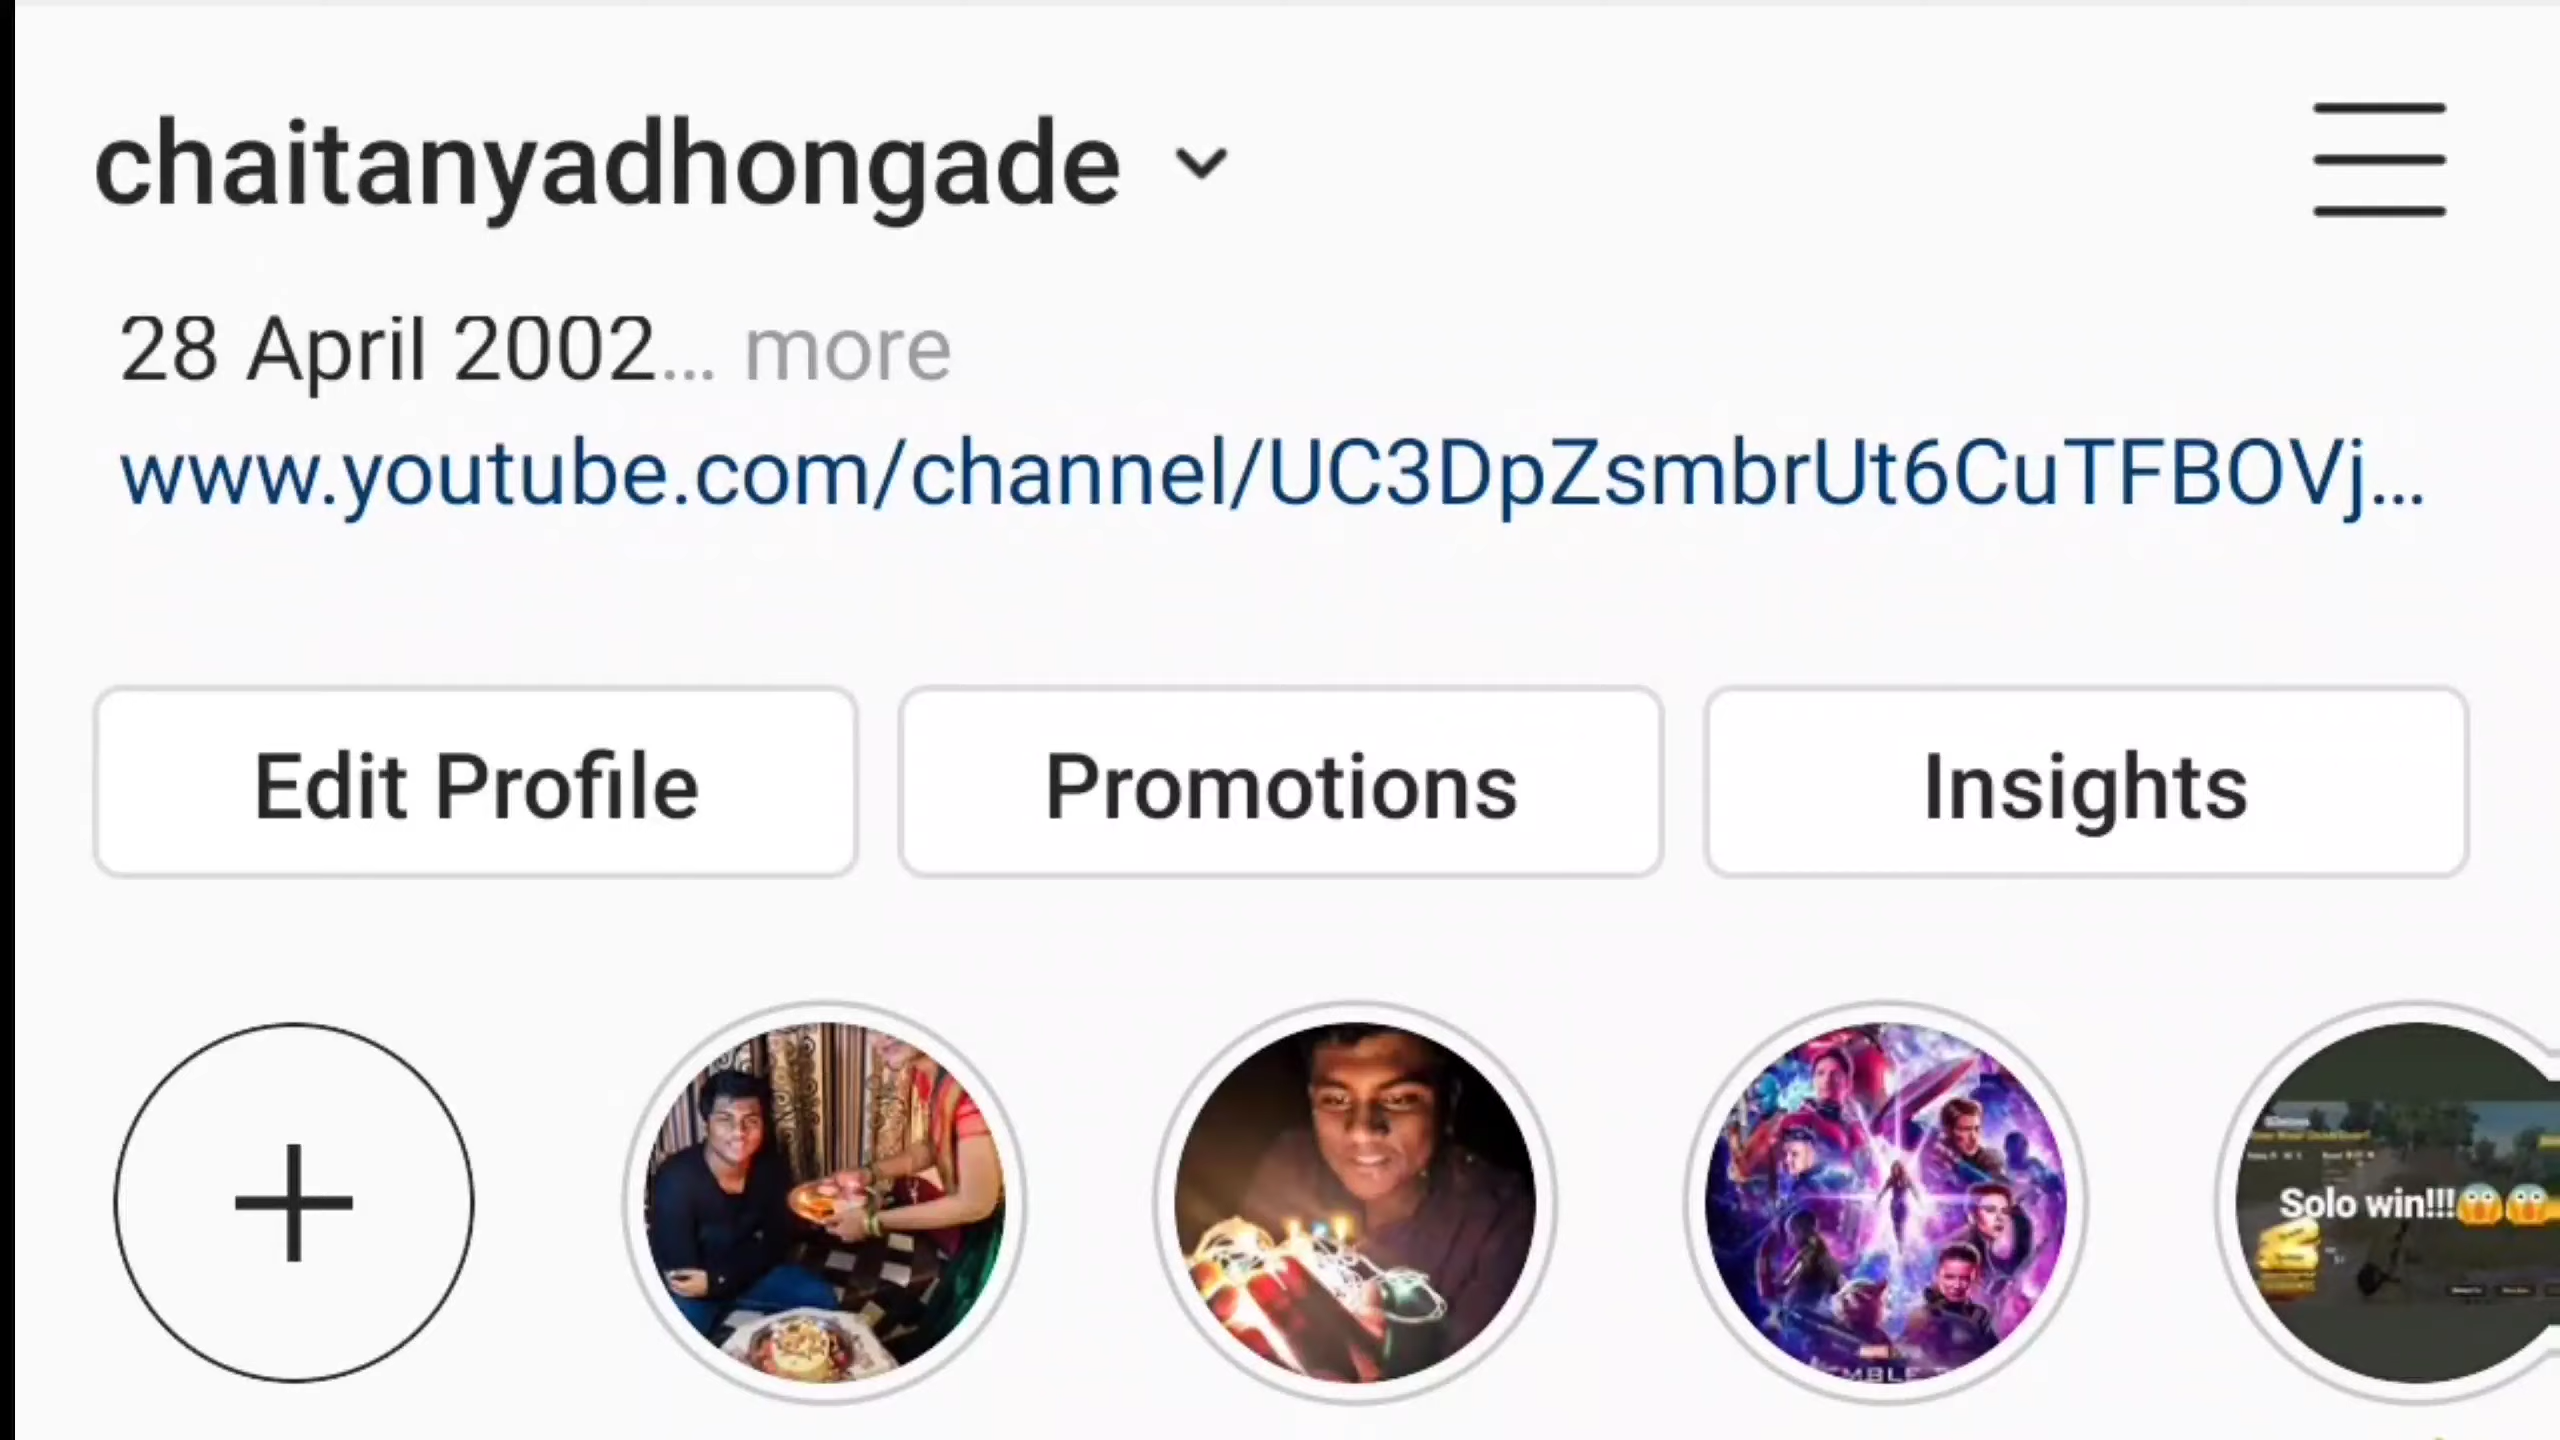 chaitanyadhongade
28 April 2002... more
www.youtube.com/channel/UC3DpZsmbrUt6CuTFBOVj...
Edit Profile
Promotions
Insights
Solo win!!!😱😱